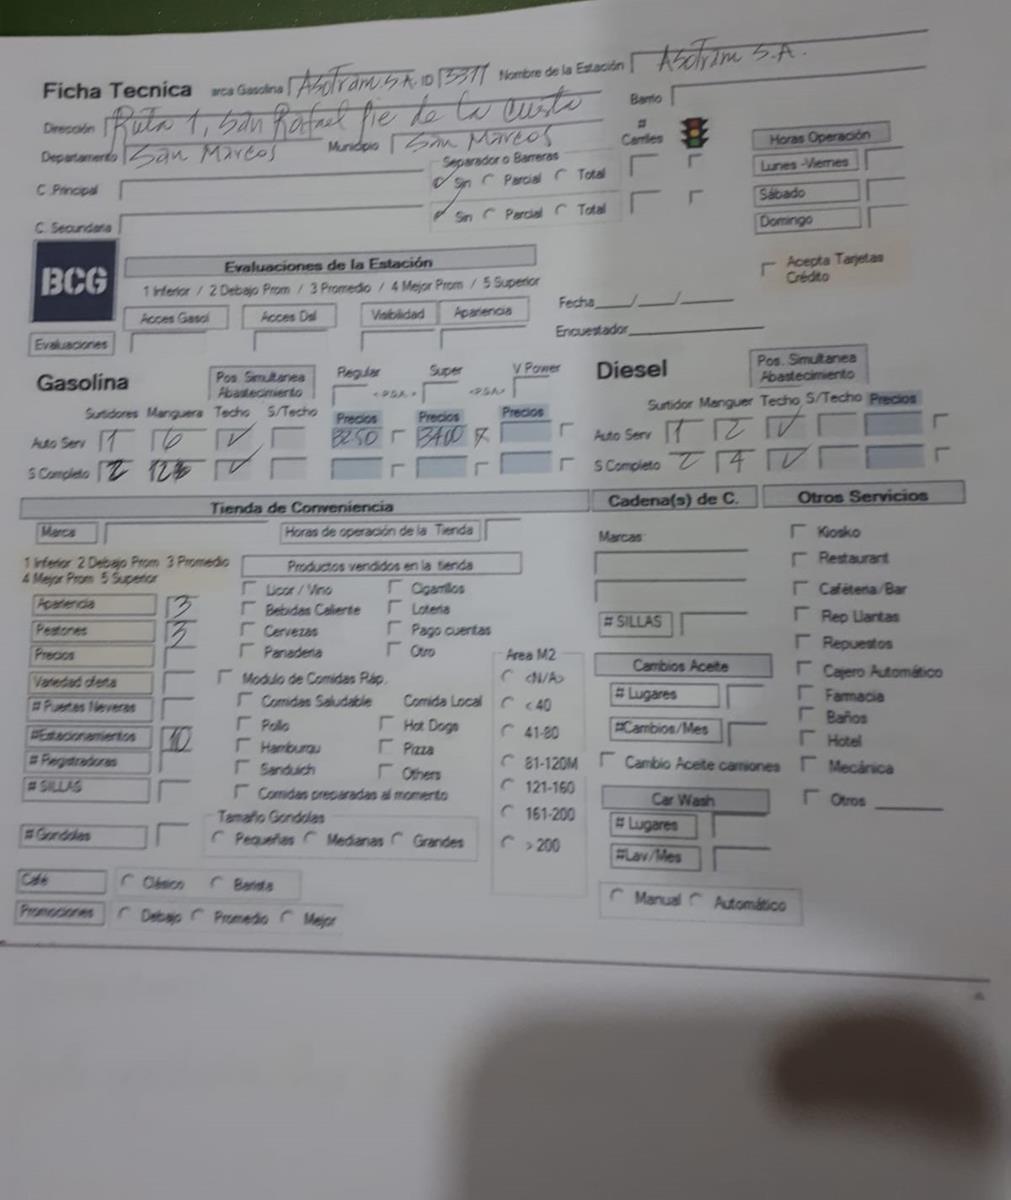 Ficha Tecnica arca Gasolina Asotram S.A. ID 3311 Nombre de la Estación Asotram S.A.
Dirección Ruta 1, San Rafael pie de la cuesta Barrio
Departamento San Marcos Municipio San Marcos # Carriles Horas Operación
Separador o Barreras
C .Principal Sin Parcial Total Lunes -Viernes
Sábado
C. Secundaria Sin Parcial Total Domingo
BCG
Evaluaciones de la Estación
Acepta Tarjetas Crédito
1 Inferior / 2 Debajo Prom / 3 Promedio / 4 Mejor Prom / 5 Superior
Fecha___/___/_____
Acces Gasol Acces Dsl Visibilidad Apariencia
Encuestador
Evaluaciones
Gasolina Pos. Simultanea Abastecimiento Regular Super V Power
<PSA> <PSA>
Diesel Pos. Simultanea Abastecimiento
Surtidores Manguera Techo S/Techo Precios Precios Precios
Surtidor Manguer Techo S/Techo Precios
Auto Serv 1 6 ✓ 3250 3400 x
Auto Serv 1 2 ✓
S Completo 2 12 ✓
S Completo 2 4 ✓
Tienda de Conveniencia Cadena(s) de C. Otros Servicios
Marca Horas de operación de la Tienda
Marcas:
Kiosko
1 Inferior 2 Debajo Prom 3 Promedio
4 Mejor Prom 5 Superior
Productos vendidos en la tienda
Restaurant
Apariencia 3 Licor / Vino Cigarrillos
Caféteria/Bar
Peatones 3 Bebidas Caliente Loteria
# SILLAS Rep Llantas
Precios Cervezas Pago cuentas
Repuestos
Variedad oferta Panaderia Otro
Area M2
Cambios Aceite Cajero Automático
# Puertas Neveras Modulo de Comidas Ráp. <N/A>
# Lugares Farmacia
#Estacionamientos 10 Comidas Saludable Comida Local < 40
#Cambios/Mes Baños
# Registradoras Pollo Hot Dogs 41-80
Hotel
# SILLAS Hamburgu Pizza 81-120M
Cambio Aceite camiones Mecánica
Sanduich Others 121-160
Car Wash Otros
Comidas preparadas al momento 161-200
# Lugares
# Gondolas Tamaño Gondolas
Pequeñas Medianas Grandes > 200
#Lav/Mes
Café Clásico Barista
Manual Automático
Promociones Debajo Promedio Mejor